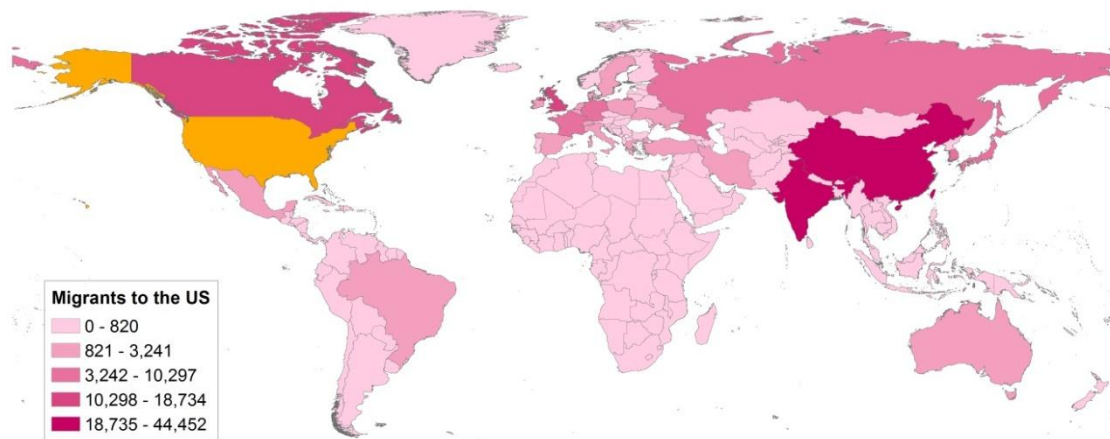 Migrants to the US
0 - 820
821 - 3,241
3,242 - 10,297
10,298 - 18,734
18,735 - 44,452